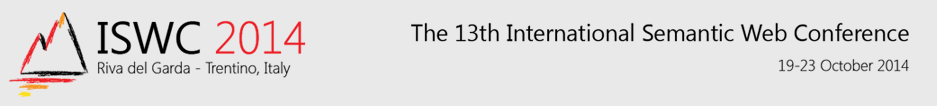 ISWC 2014
Riva del Garda - Trentino, Italy
The 13th International Semantic Web Conference
19-23 October 2014